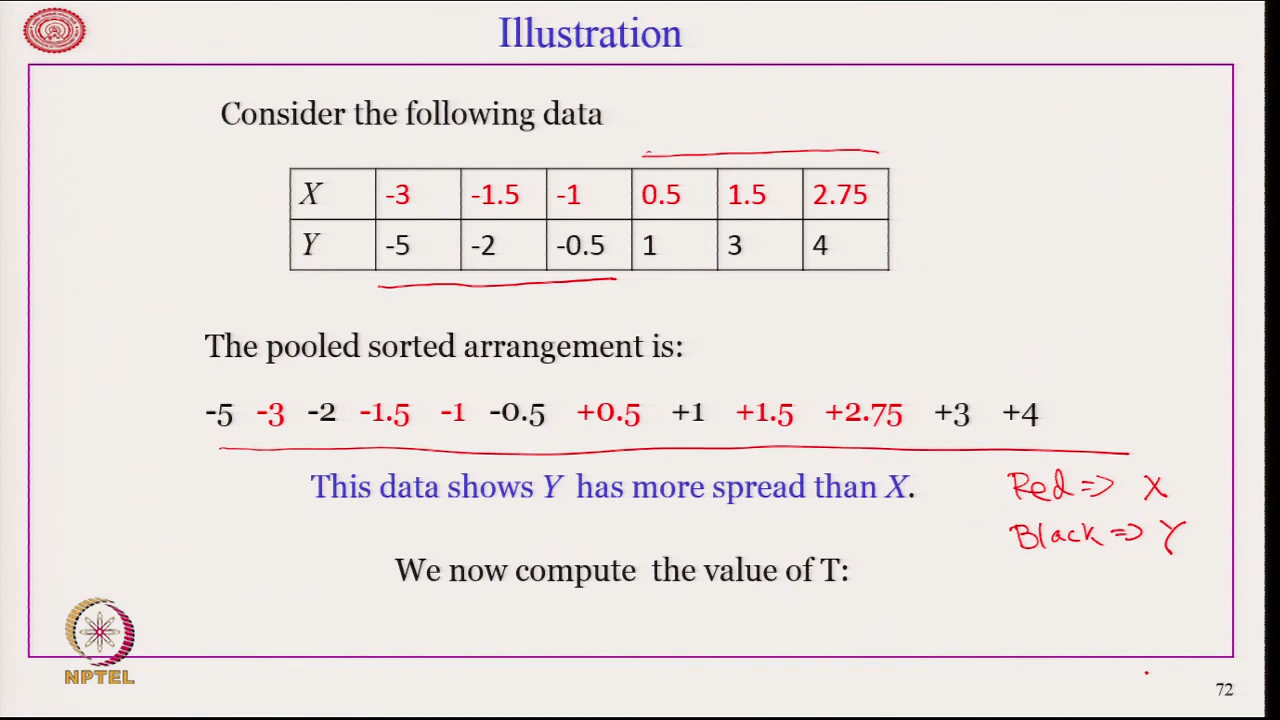 Illustration
Consider the following data
X -3 -1.5 -1 0.5 1.5 2.75
Y -5 -2 -0.5 1 3 4
The pooled sorted arrangement is:
-5 -3 -2 -1.5 -1 -0.5 +0.5 +1 +1.5 +2.75 +3 +4
This data shows Y has more spread than X.
Red => X
Black => Y
We now compute the value of T:
NPTEL
72